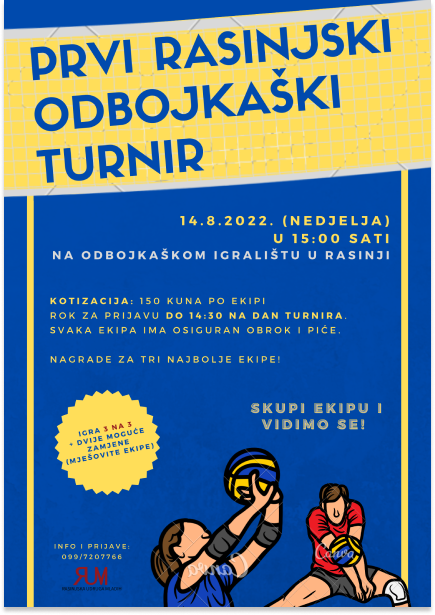 PRVI RASINJSKI
ODBOJKAŠKI
TURNIR
14.8.2022. (NEDJELJA)
U 15:00 SATI
NA ODBOJKAŠKOM IGRALIŠTU U RASINJI
KOTIZACIJA: 150 KUNA PO EKIPI
ROK ZA PRIJAVU DO 14:30 NA DAN TURNIRA.
SVAKA EKIPA IMA OSIGURAN OBROK I PIĆE.
NAGRADE ZA TRI NAJBOLJE EKIPE!
IGRA 3 NA 3
+ DVIJE MOGUĆE
ZAMJENE
(MJEŠOVITE EKIPE)
SKUPI EKIPU I
VIDIMO SE!
INFO I PRIJAVE:
099/7207766
RUM
Canva
Canva